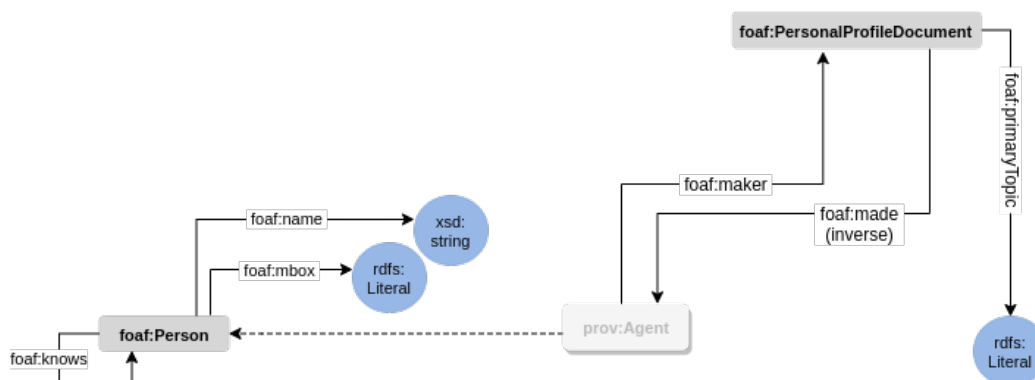 foaf:PersonalProfileDocument
foaf:primaryTopic
foaf:maker
foaf:made
(inverse)
foaf:name
xsd:
string
foaf:mbox
rdfs:
Literal
prov:Agent
foaf:Person
foaf:knows
rdfs:
Literal